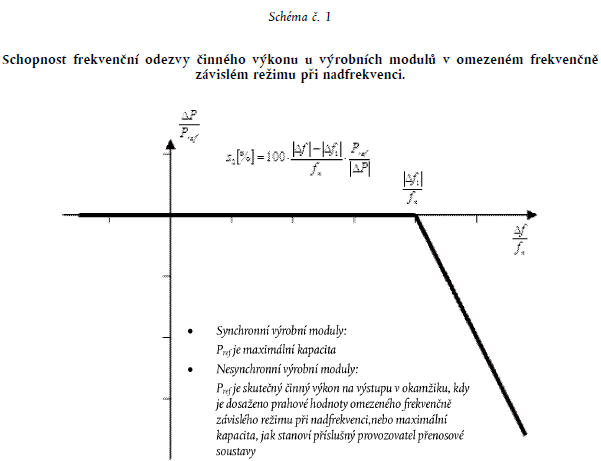 Schéma č. 1
Schopnost frekvenční odezvy činného výkonu u výrobních modulů v omezeném frekvenčně
závislém režimu při nadfrekvenci.
ΔP
P_ref
s₂[%] = 100 · (|Δf| − |Δf₁|)/fₙ · P_ref/|ΔP|
|Δf₁|
fₙ
Δf
fₙ
• Synchronní výrobní moduly:
P_ref je maximální kapacita
• Nesynchronní výrobní moduly:
P_ref je skutečný činný výkon na výstupu v okamžiku, kdy
je dosaženo prahové hodnoty omezeného frekvenčně
závislého režimu při nadfrekvenci,nebo maximální
kapacita, jak stanoví příslušný provozovatel přenosové
soustavy